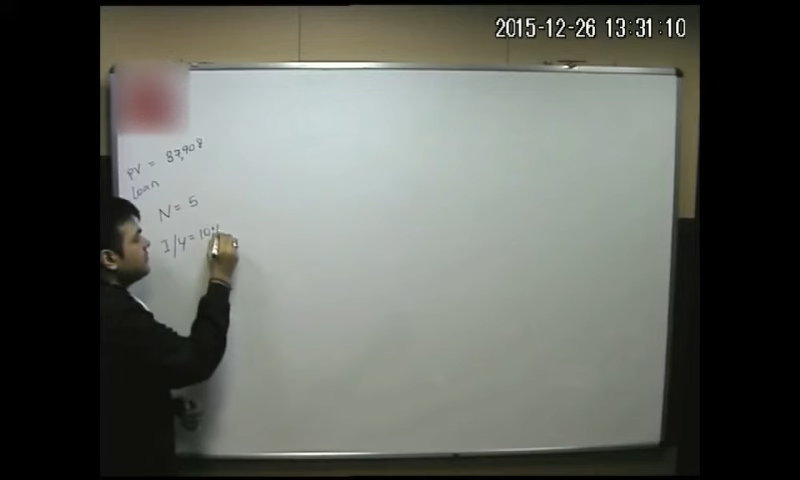 2015-12-26 13:31:10
PV = 87,908
Loan
N = 5
I/Y = 10%